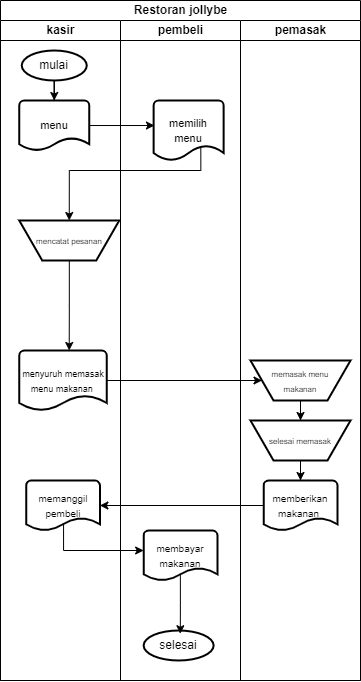 Restoran jollybe
kasir
pembeli
pemasak
mulai
menu
memilih
menu
mencatat pesanan
menyuruh memasak
menu makanan
memasak menu
makanan
selesai memasak
memberikan
makanan
memanggil
pembeli
membayar
makanan
selesai